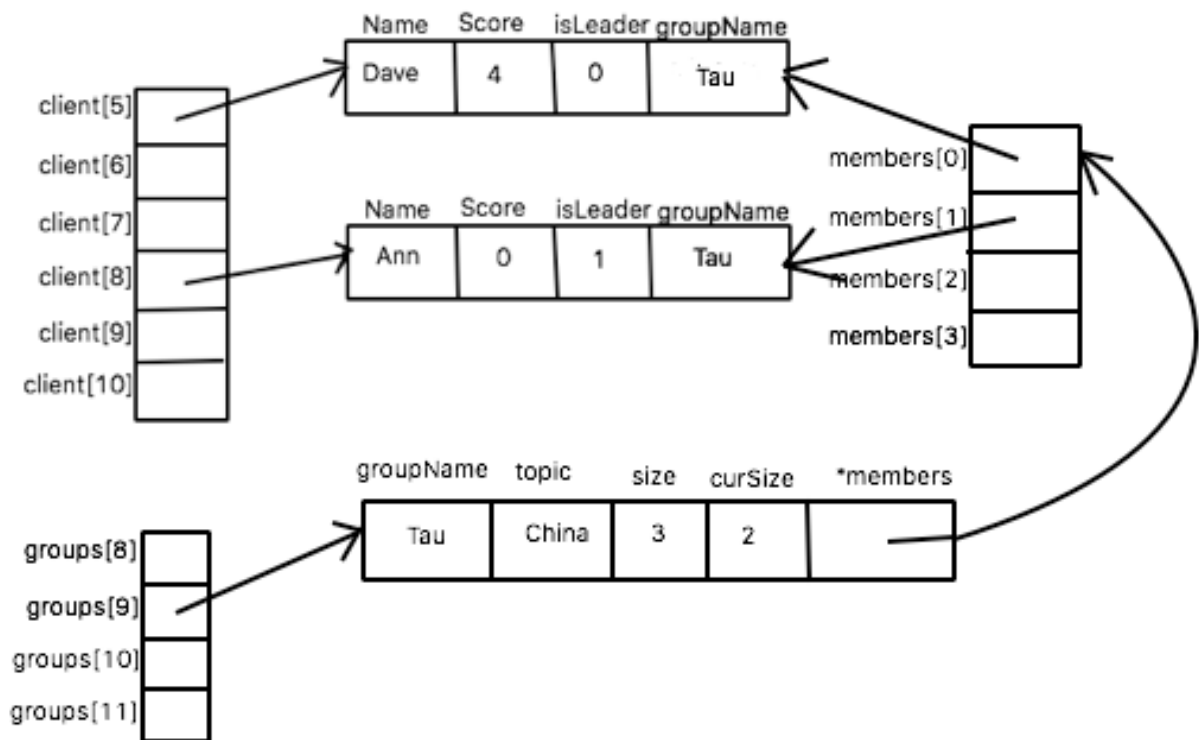 Name Score isLeader groupName
Dave 4 0 Tau
client[5]
client[6]
client[7]
client[8]
client[9]
client[10]
Name Score isLeader groupName
Ann 0 1 Tau
members[0]
members[1]
members[2]
members[3]
groupName topic size curSize *members
Tau China 3 2
groups[8]
groups[9]
groups[10]
groups[11]